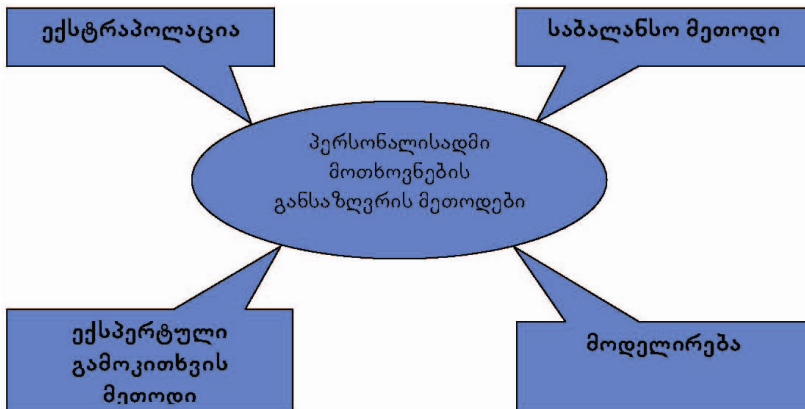 ექსტრაპოლაცია
საბალანსო მეთოდი
პერსონალისადმი
მოთხოვნების
განსაზღვრის მეთოდები
ექსპერტული
გამოკითხვის
მეთოდი
მოდელირება